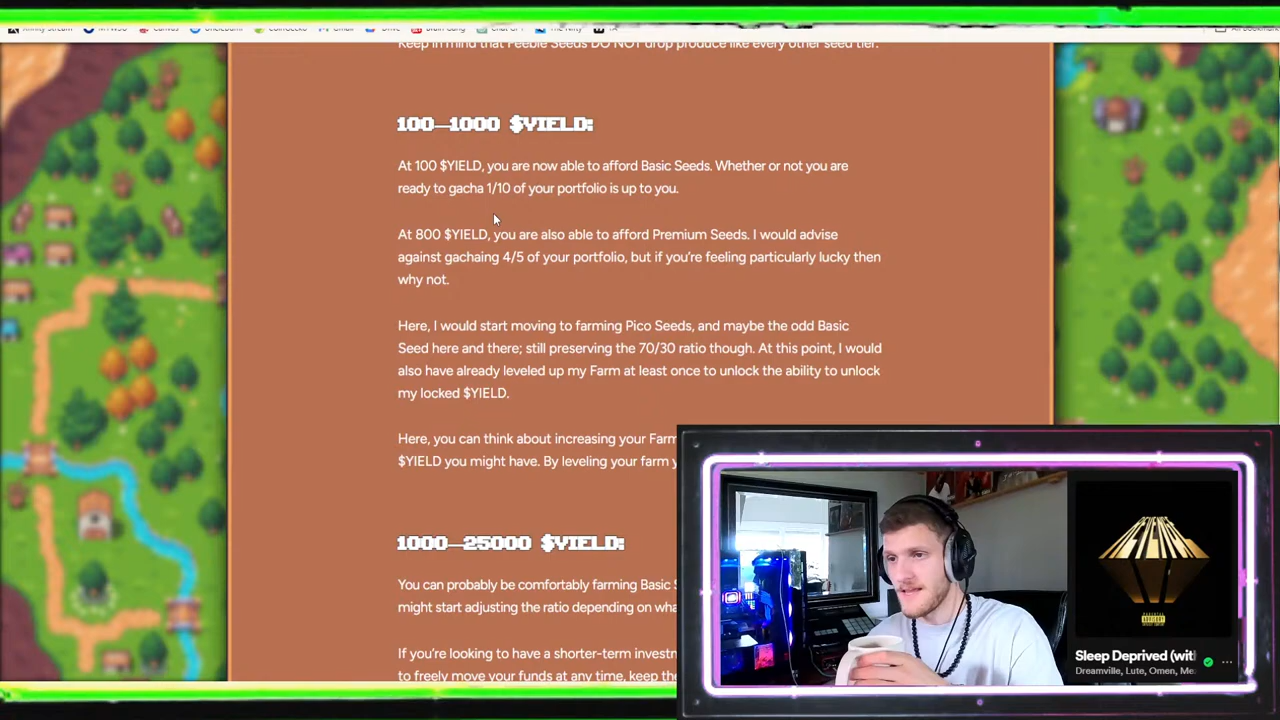 Keep in mind that Feeble Seeds DO NOT drop produce like every other seed tier.
100—1000 $YIELD:
At 100 $YIELD, you are now able to afford Basic Seeds. Whether or not you are
ready to gacha 1/10 of your portfolio is up to you.
At 800 $YIELD, you are also able to afford Premium Seeds. I would advise
against gachaing 4/5 of your portfolio, but if you're feeling particularly lucky then
why not.
Here, I would start moving to farming Pico Seeds, and maybe the odd Basic
Seed here and there; still preserving the 70/30 ratio though. At this point, I would
also have already leveled up my Farm at least once to unlock the ability to unlock
my locked $YIELD.
Here, you can think about increasing your Farm
$YIELD you might have. By leveling your farm y
1000—25000 $YIELD:
You can probably be comfortably farming Basic S
might start adjusting the ratio depending on wha
If you're looking to have a shorter-term investm
to freely move your funds at any time, keep the
REVENGE
Sleep Deprived (wit
Dreamville, Lute, Omen, Me